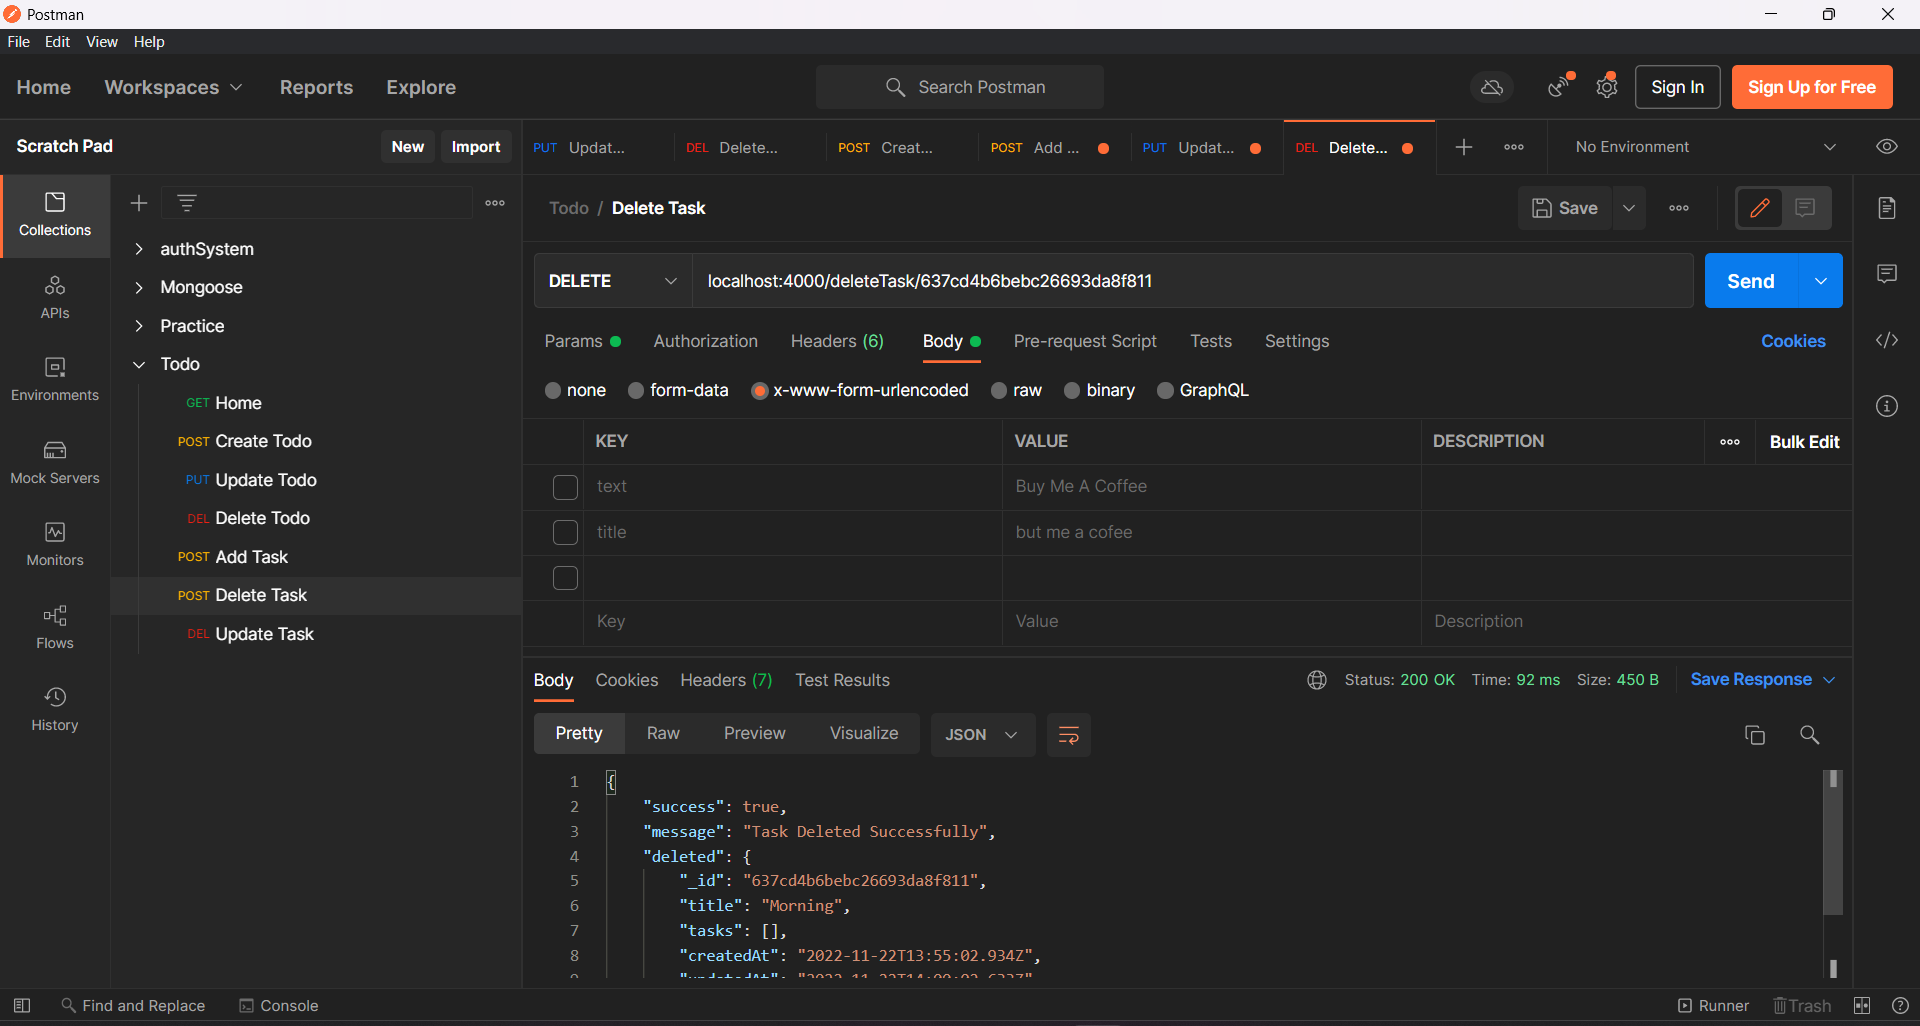 Postman
File Edit View Help
Home Workspaces Reports Explore Search Postman Sign In Sign Up for Free
Scratch Pad New Import PUT Updat... DEL Delete... POST Creat... POST Add ... PUT Updat... DEL Delete... No Environment
Collections
APIs
Environments
Mock Servers
Monitors
Flows
History
authSystem
Mongoose
Practice
Todo
GET Home
POST Create Todo
PUT Update Todo
DEL Delete Todo
POST Add Task
POST Delete Task
DEL Update Task
Todo / Delete Task Save
DELETE localhost:4000/deleteTask/637cd4b6bebc26693da8f811 Send
Params Authorization Headers (6) Body Pre-request Script Tests Settings Cookies
none form-data x-www-form-urlencoded raw binary GraphQL
KEY VALUE DESCRIPTION Bulk Edit
text Buy Me A Coffee
title but me a cofee
Key Value Description
Body Cookies Headers (7) Test Results Status: 200 OK Time: 92 ms Size: 450 B Save Response
Pretty Raw Preview Visualize JSON
1 {
2 "success": true,
3 "message": "Task Deleted Successfully",
4 "deleted": {
5 "_id": "637cd4b6bebc26693da8f811",
6 "title": "Morning",
7 "tasks": [],
8 "createdAt": "2022-11-22T13:55:02.934Z",
Find and Replace Console Runner Trash